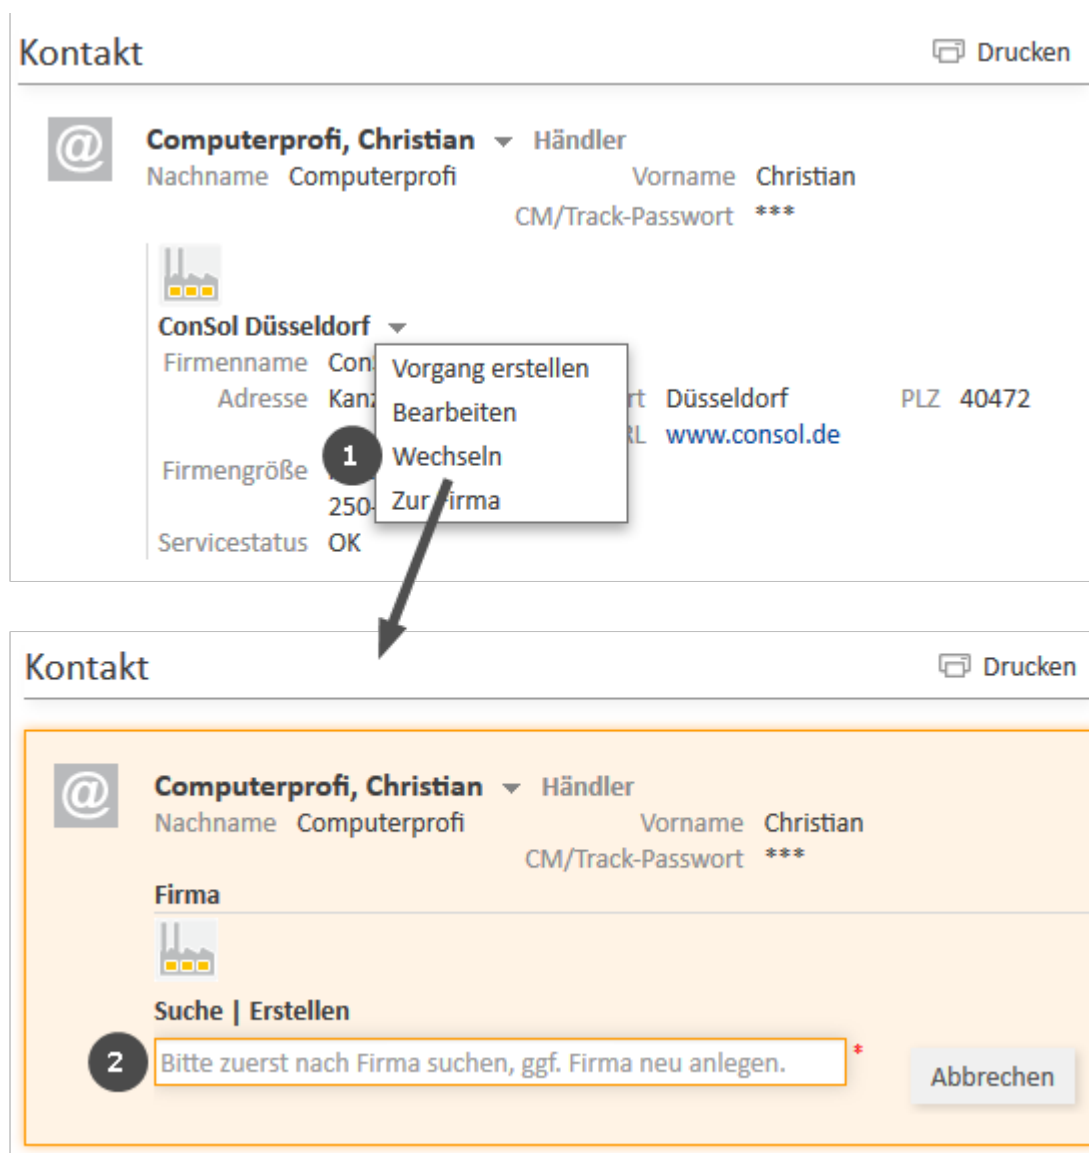 Kontakt Drucken
@
Computerprofi, Christian Händler
Nachname Computerprofi Vorname Christian
CM/Track-Passwort ***
ConSol Düsseldorf
Firmenname
Vorgang erstellen
Adresse Düsseldorf PLZ 40472
Bearbeiten
www.consol.de
1 Wechseln
Firmengröße
250- Zur Firma
Servicestatus OK
Kontakt Drucken
@
Computerprofi, Christian Händler
Nachname Computerprofi Vorname Christian
CM/Track-Passwort ***
Firma
Suche | Erstellen
2 Bitte zuerst nach Firma suchen, ggf. Firma neu anlegen. *
Abbrechen